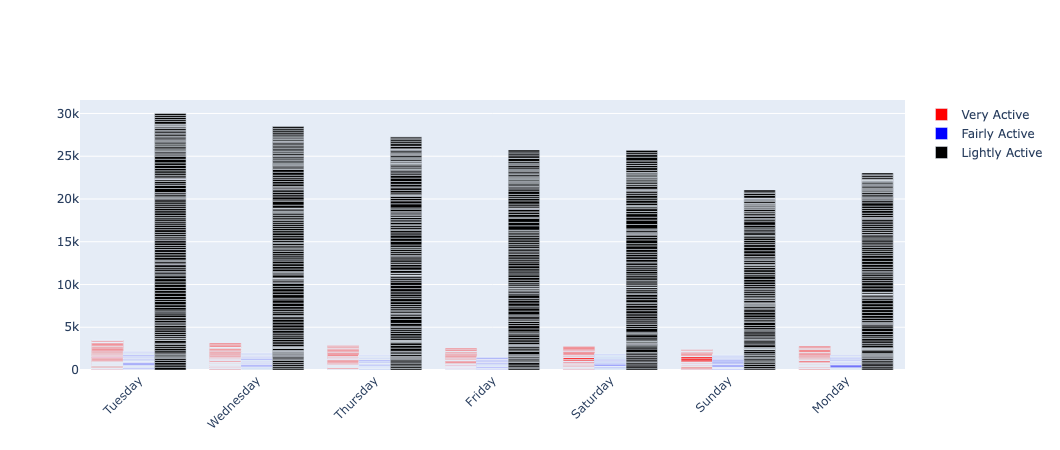 30k
25k
20k
15k
10k
5k
0
Tuesday
Wednesday
Thursday
Friday
Saturday
Sunday
Monday
Very Active
Fairly Active
Lightly Active